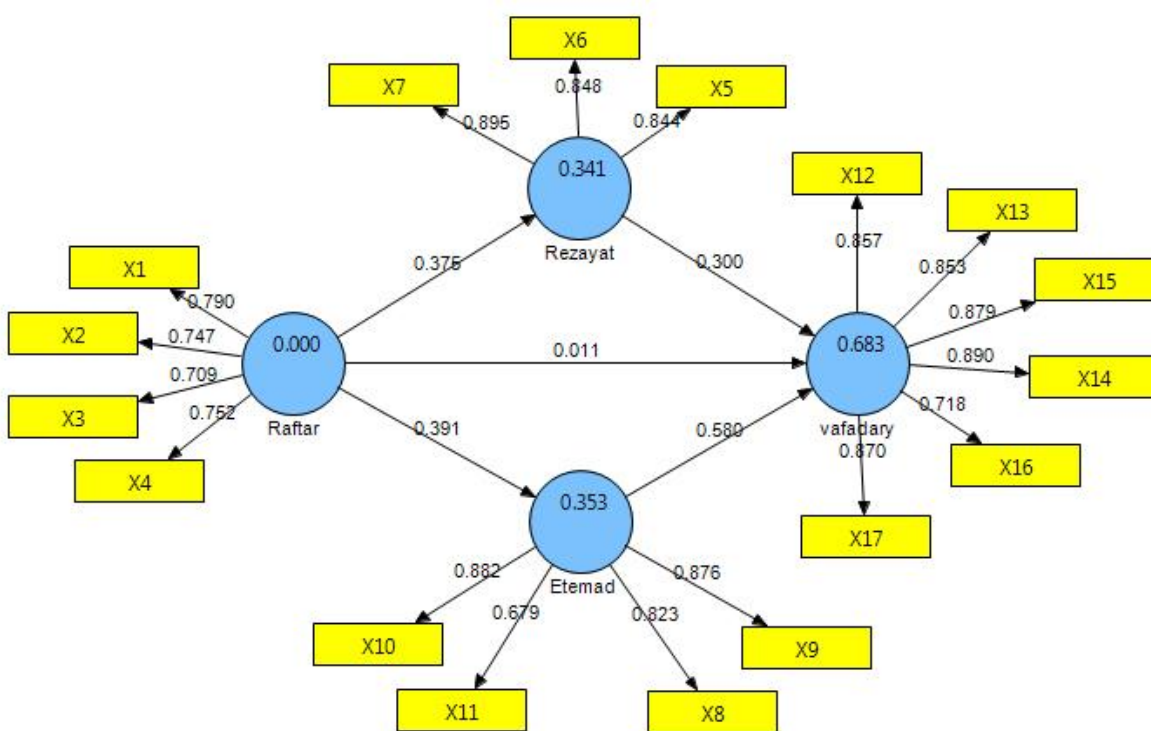 X6
X7
X5
0.895
0.848
0.844
0.341
Rezayat
X12
X13
X1
0.790
X2
0.747
X3
0.709
X4
0.752
0.000
Raftar
0.375
0.300
0.011
0.391
0.580
0.857
0.853
X15
0.879
0.683
vafadary
0.890
X14
0.718
X16
0.870
X17
0.353
Etemad
0.882
0.679
0.823
0.876
X10
X11
X8
X9